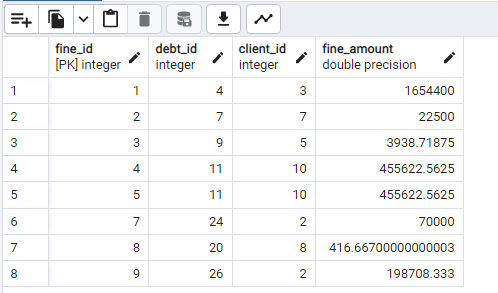 fine_id debt_id client_id fine_amount
[PK] integer integer integer double precision
1 1 4 3 1654400
2 2 7 7 22500
3 3 9 5 3938.71875
4 4 11 10 455622.5625
5 5 11 10 455622.5625
6 7 24 2 70000
7 8 20 8 416.66700000000003
8 9 26 2 198708.333